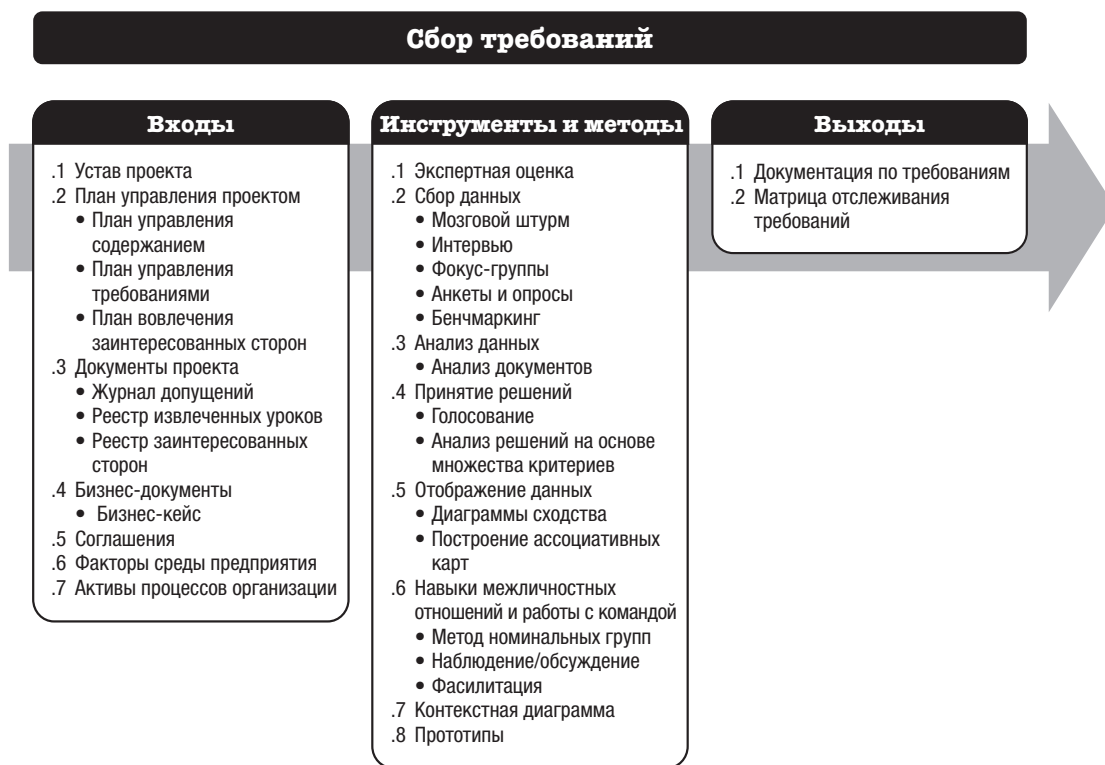 Сбор требований
Входы
.1 Устав проекта
.2 План управления проектом
• План управления
содержанием
• План управления
требованиями
• План вовлечения
заинтересованных сторон
.3 Документы проекта
• Журнал допущений
• Реестр извлеченных уроков
• Реестр заинтересованных
сторон
.4 Бизнес-документы
• Бизнес-кейс
.5 Соглашения
.6 Факторы среды предприятия
.7 Активы процессов организации
Инструменты и методы
.1 Экспертная оценка
.2 Сбор данных
• Мозговой штурм
• Интервью
• Фокус-группы
• Анкеты и опросы
• Бенчмаркинг
.3 Анализ данных
• Анализ документов
.4 Принятие решений
• Голосование
• Анализ решений на основе
множества критериев
.5 Отображение данных
• Диаграммы сходства
• Построение ассоциативных
карт
.6 Навыки межличностных
отношений и работы с командой
• Метод номинальных групп
• Наблюдение/обсуждение
• Фасилитация
.7 Контекстная диаграмма
.8 Прототипы
Выходы
.1 Документация по требованиям
.2 Матрица отслеживания
требований